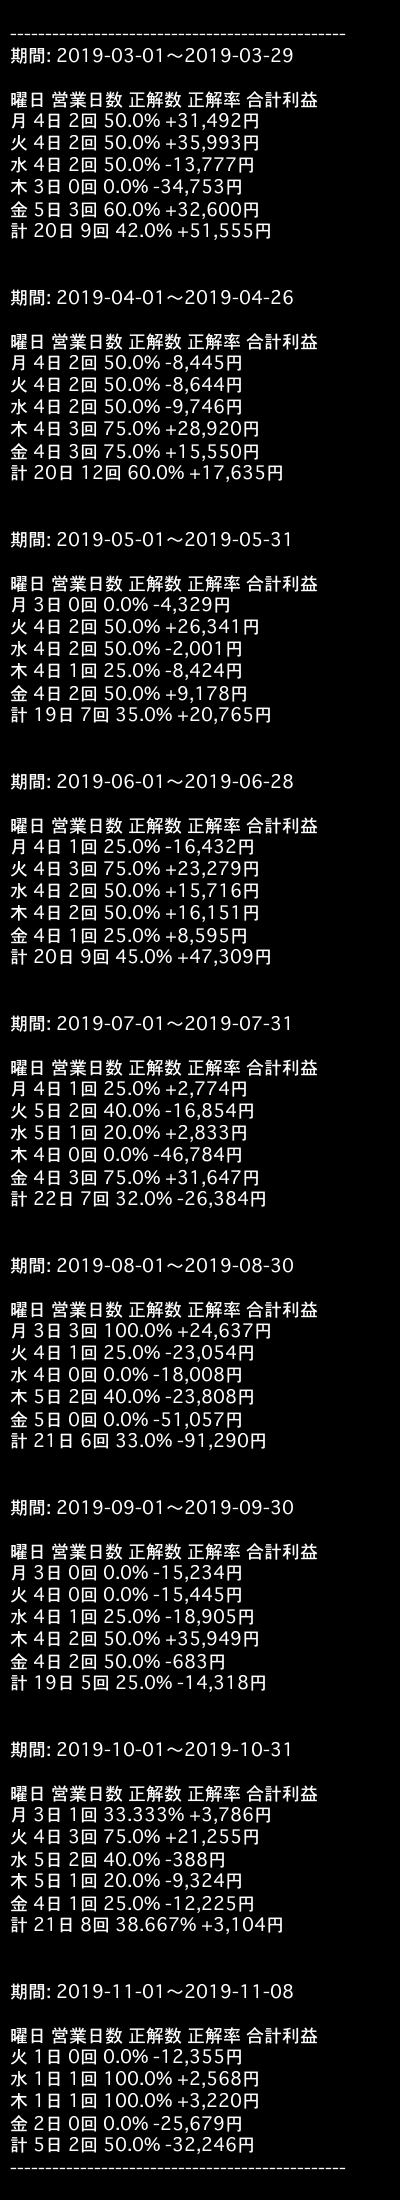 ------------------------------------------------
期間: 2019-03-01〜2019-03-29
曜日 営業日数 正解数 正解率 合計利益
月 4日 2回 50.0% +31,492円
火 4日 2回 50.0% +35,993円
水 4日 2回 50.0% -13,777円
木 3日 0回 0.0% -34,753円
金 5日 3回 60.0% +32,600円
計 20日 9回 42.0% +51,555円
期間: 2019-04-01〜2019-04-26
曜日 営業日数 正解数 正解率 合計利益
月 4日 2回 50.0% -8,445円
火 4日 2回 50.0% -8,644円
水 4日 2回 50.0% -9,746円
木 4日 3回 75.0% +28,920円
金 4日 3回 75.0% +15,550円
計 20日 12回 60.0% +17,635円
期間: 2019-05-01〜2019-05-31
曜日 営業日数 正解数 正解率 合計利益
月 3日 0回 0.0% -4,329円
火 4日 2回 50.0% +26,341円
水 4日 2回 50.0% -2,001円
木 4日 1回 25.0% -8,424円
金 4日 2回 50.0% +9,178円
計 19日 7回 35.0% +20,765円
期間: 2019-06-01〜2019-06-28
曜日 営業日数 正解数 正解率 合計利益
月 4日 1回 25.0% -16,432円
火 4日 3回 75.0% +23,279円
水 4日 2回 50.0% +15,716円
木 4日 2回 50.0% +16,151円
金 4日 1回 25.0% +8,595円
計 20日 9回 45.0% +47,309円
期間: 2019-07-01〜2019-07-31
曜日 営業日数 正解数 正解率 合計利益
月 4日 1回 25.0% +2,774円
火 5日 2回 40.0% -16,854円
水 5日 1回 20.0% +2,833円
木 4日 0回 0.0% -46,784円
金 4日 3回 75.0% +31,647円
計 22日 7回 32.0% -26,384円
期間: 2019-08-01〜2019-08-30
曜日 営業日数 正解数 正解率 合計利益
月 3日 3回 100.0% +24,637円
火 4日 1回 25.0% -23,054円
水 4日 0回 0.0% -18,008円
木 5日 2回 40.0% -23,808円
金 5日 0回 0.0% -51,057円
計 21日 6回 33.0% -91,290円
期間: 2019-09-01〜2019-09-30
曜日 営業日数 正解数 正解率 合計利益
月 3日 0回 0.0% -15,234円
火 4日 0回 0.0% -15,445円
水 4日 1回 25.0% -18,905円
木 4日 2回 50.0% +35,949円
金 4日 2回 50.0% -683円
計 19日 5回 25.0% -14,318円
期間: 2019-10-01〜2019-10-31
曜日 営業日数 正解数 正解率 合計利益
月 3日 1回 33.333% +3,786円
火 4日 3回 75.0% +21,255円
水 5日 2回 40.0% -388円
木 5日 1回 20.0% -9,324円
金 4日 1回 25.0% -12,225円
計 21日 8回 38.667% +3,104円
期間: 2019-11-01〜2019-11-08
曜日 営業日数 正解数 正解率 合計利益
火 1日 0回 0.0% -12,355円
水 1日 1回 100.0% +2,568円
木 1日 1回 100.0% +3,220円
金 2日 0回 0.0% -25,679円
計 5日 2回 50.0% -32,246円
------------------------------------------------